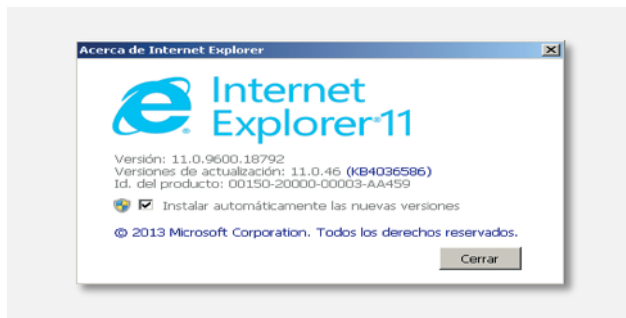 Acerca de Internet Explorer
Internet
Explorer®11
Versión: 11.0.9600.18792
Versiones de actualización: 11.0.46 (KB4036586)
Id. del producto: 00150-20000-00003-AA459
Instalar automáticamente las nuevas versiones
© 2013 Microsoft Corporation. Todos los derechos reservados.
Cerrar